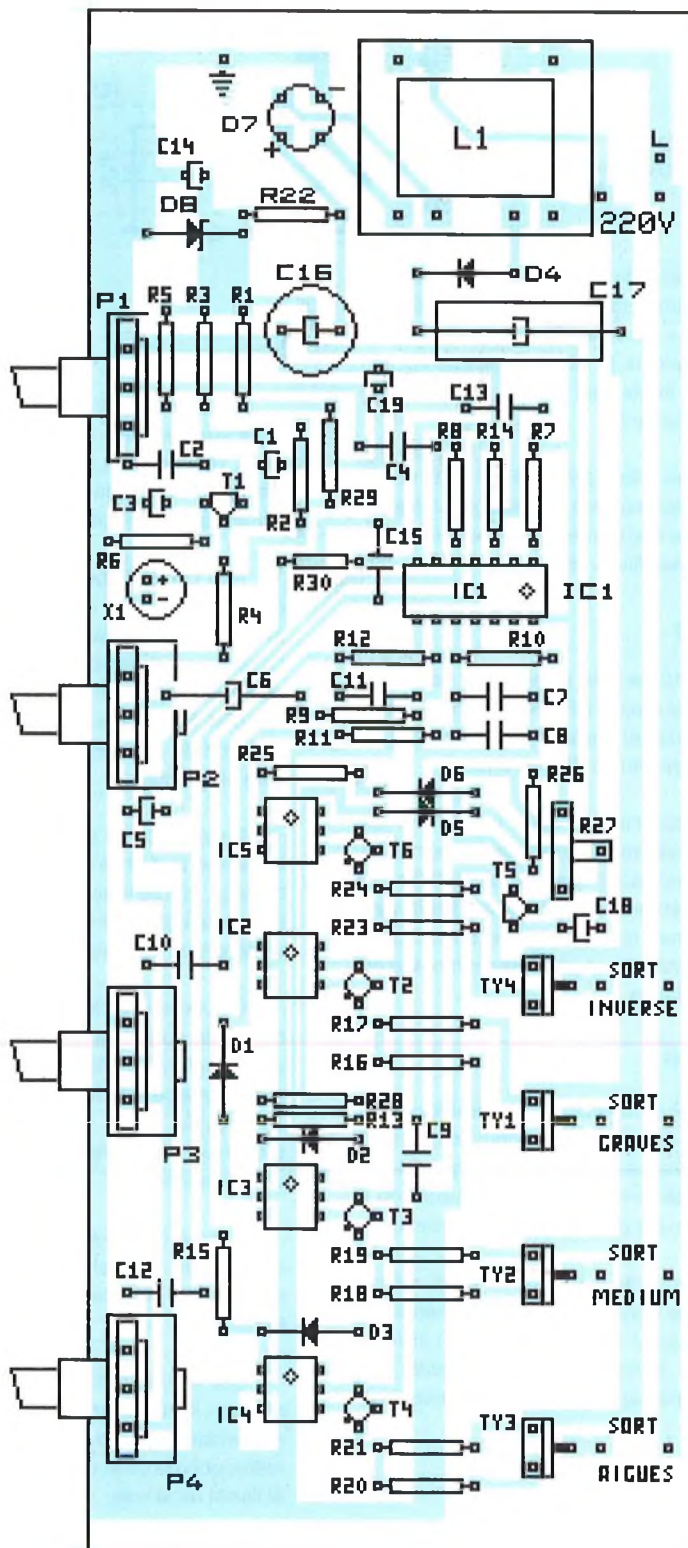 D7
−
+
L1
L
C14
220V
D8
R22
C16
D4
C17
P1
R5
R3
R1
C19
C13
C2
C1
C4
R8
R14
R7
C3
T1
R2
R29
C15
R6
R30
IC1
IC1
X1
+
−
R4
R12
R10
C6
C11
C7
R9
R11
C8
P2
R25
D6
D5
R26
C5
IC5
T6
R27
T5
R24
C18
R23
IC2
C10
T2
TY4
SORT
INVERSE
R17
D1
R16
R28
R13
TY1
SORT
GRAVES
P3
D2
C9
IC3
T3
R15
R19
TY2
SORT
C12
R18
MEDIUM
D3
IC4
T4
TY3
SORT
P4
R21
AIGUES
R20